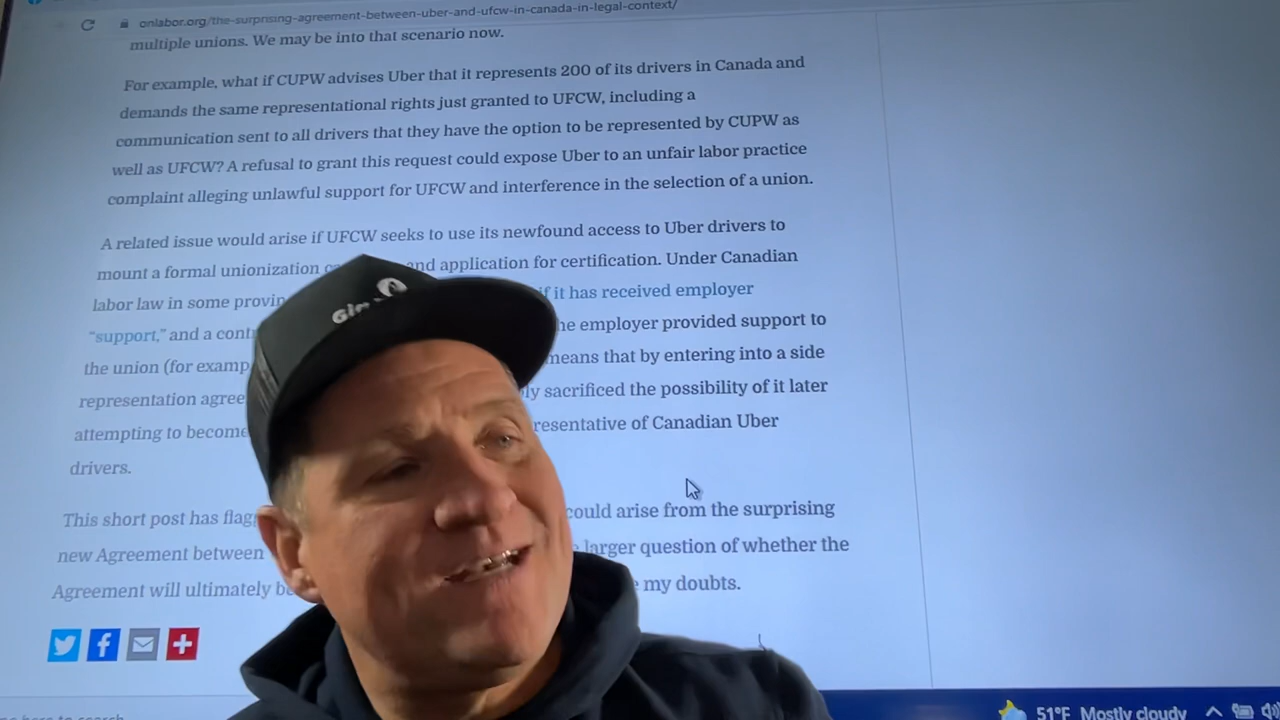 onlabor.org/the-surprising-agreement-between-uber-and-ufcw-in-canada-in-legal-context/
multiple unions. We may be into that scenario now.
For example, what if CUPW advises Uber that it represents 200 of its drivers in Canada and
demands the same representational rights just granted to UFCW, including a
communication sent to all drivers that they have the option to be represented by CUPW as
well as UFCW? A refusal to grant this request could expose Uber to an unfair labor practice
complaint alleging unlawful support for UFCW and interference in the selection of a union.
A related issue would arise if UFCW seeks to use its newfound access to Uber drivers to
mount a formal unionization and application for certification. Under Canadian
labor law in some if it has received employer
"support," and a employer provided support to
the union (for means that by entering into a side
representation sacrificed the possibility of it later
attempting to become of Canadian Uber
drivers.
This short post has could arise from the surprising
new Agreement between larger question of whether the
Agreement will ultimately my doubts.
51°F Mostly cloudy